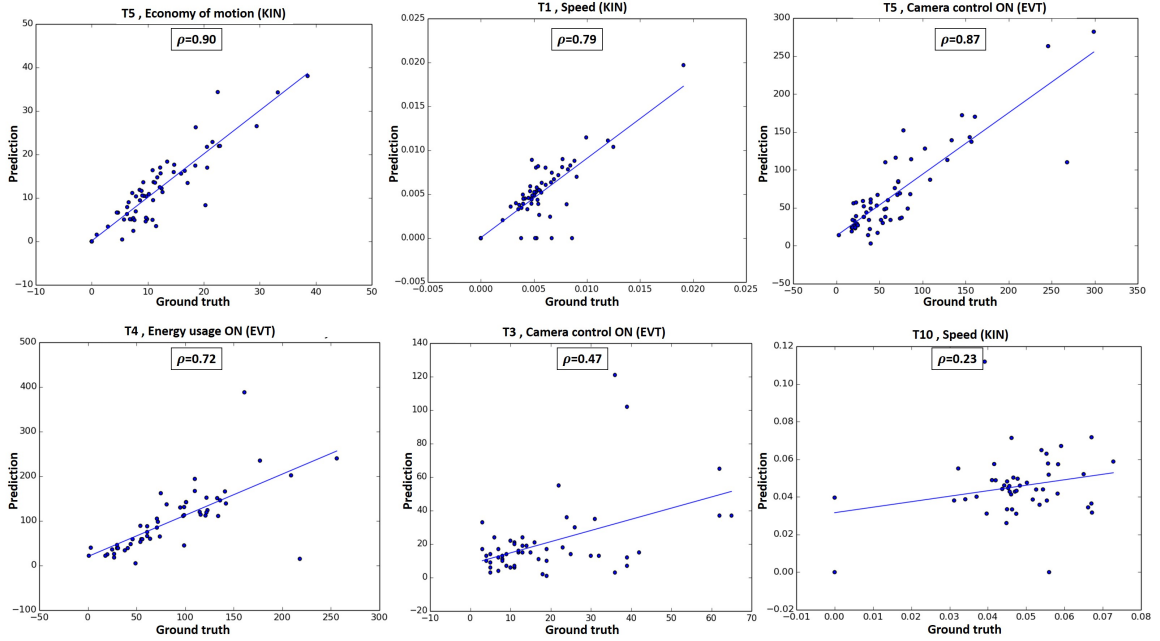 T5 , Economy of motion (KIN)
ρ=0.90
50
40
30
20
10
0
−10
−10 0 10 20 30 40 50
Prediction
Ground truth
T1 , Speed (KIN)
ρ=0.79
0.025
0.020
0.015
0.010
0.005
0.000
−0.005
−0.005 0.000 0.005 0.010 0.015 0.020 0.025
Prediction
Ground truth
T5 , Camera control ON (EVT)
ρ=0.87
300
250
200
150
100
50
0
−50
−50 0 50 100 150 200 250 300 350
Prediction
Ground truth
T4 , Energy usage ON (EVT)
ρ=0.72
500
400
300
200
100
0
−100
−50 0 50 100 150 200 250 300
Prediction
Ground truth
T3 , Camera control ON (EVT)
ρ=0.47
140
120
100
80
60
40
20
0
−20
0 10 20 30 40 50 60 70
Prediction
Ground truth
T10 , Speed (KIN)
ρ=0.23
0.12
0.10
0.08
0.06
0.04
0.02
0.00
−0.02
−0.01 0.00 0.01 0.02 0.03 0.04 0.05 0.06 0.07 0.08
Prediction
Ground truth